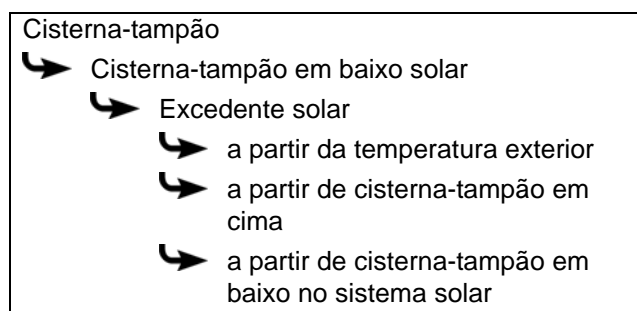 Cisterna-tampão
Cisterna-tampão em baixo solar
Excedente solar
a partir da temperatura exterior
a partir de cisterna-tampão em
cima
a partir de cisterna-tampão em
baixo no sistema solar